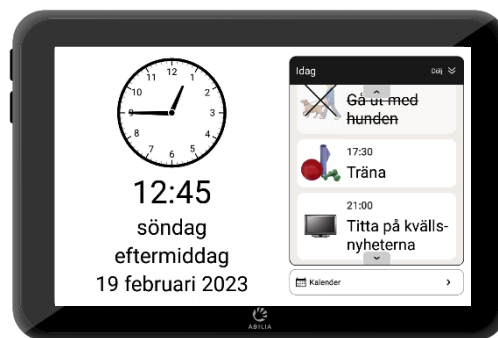 12
11
1
10
2
9
3
8
4
7
5
6
12:45
söndag
eftermiddag
19 februari 2023
Idag
Dölj
Gå ut med
hunden
17:30
Träna
21:00
Titta på kvälls-
nyheterna
Kalender
ABILIA